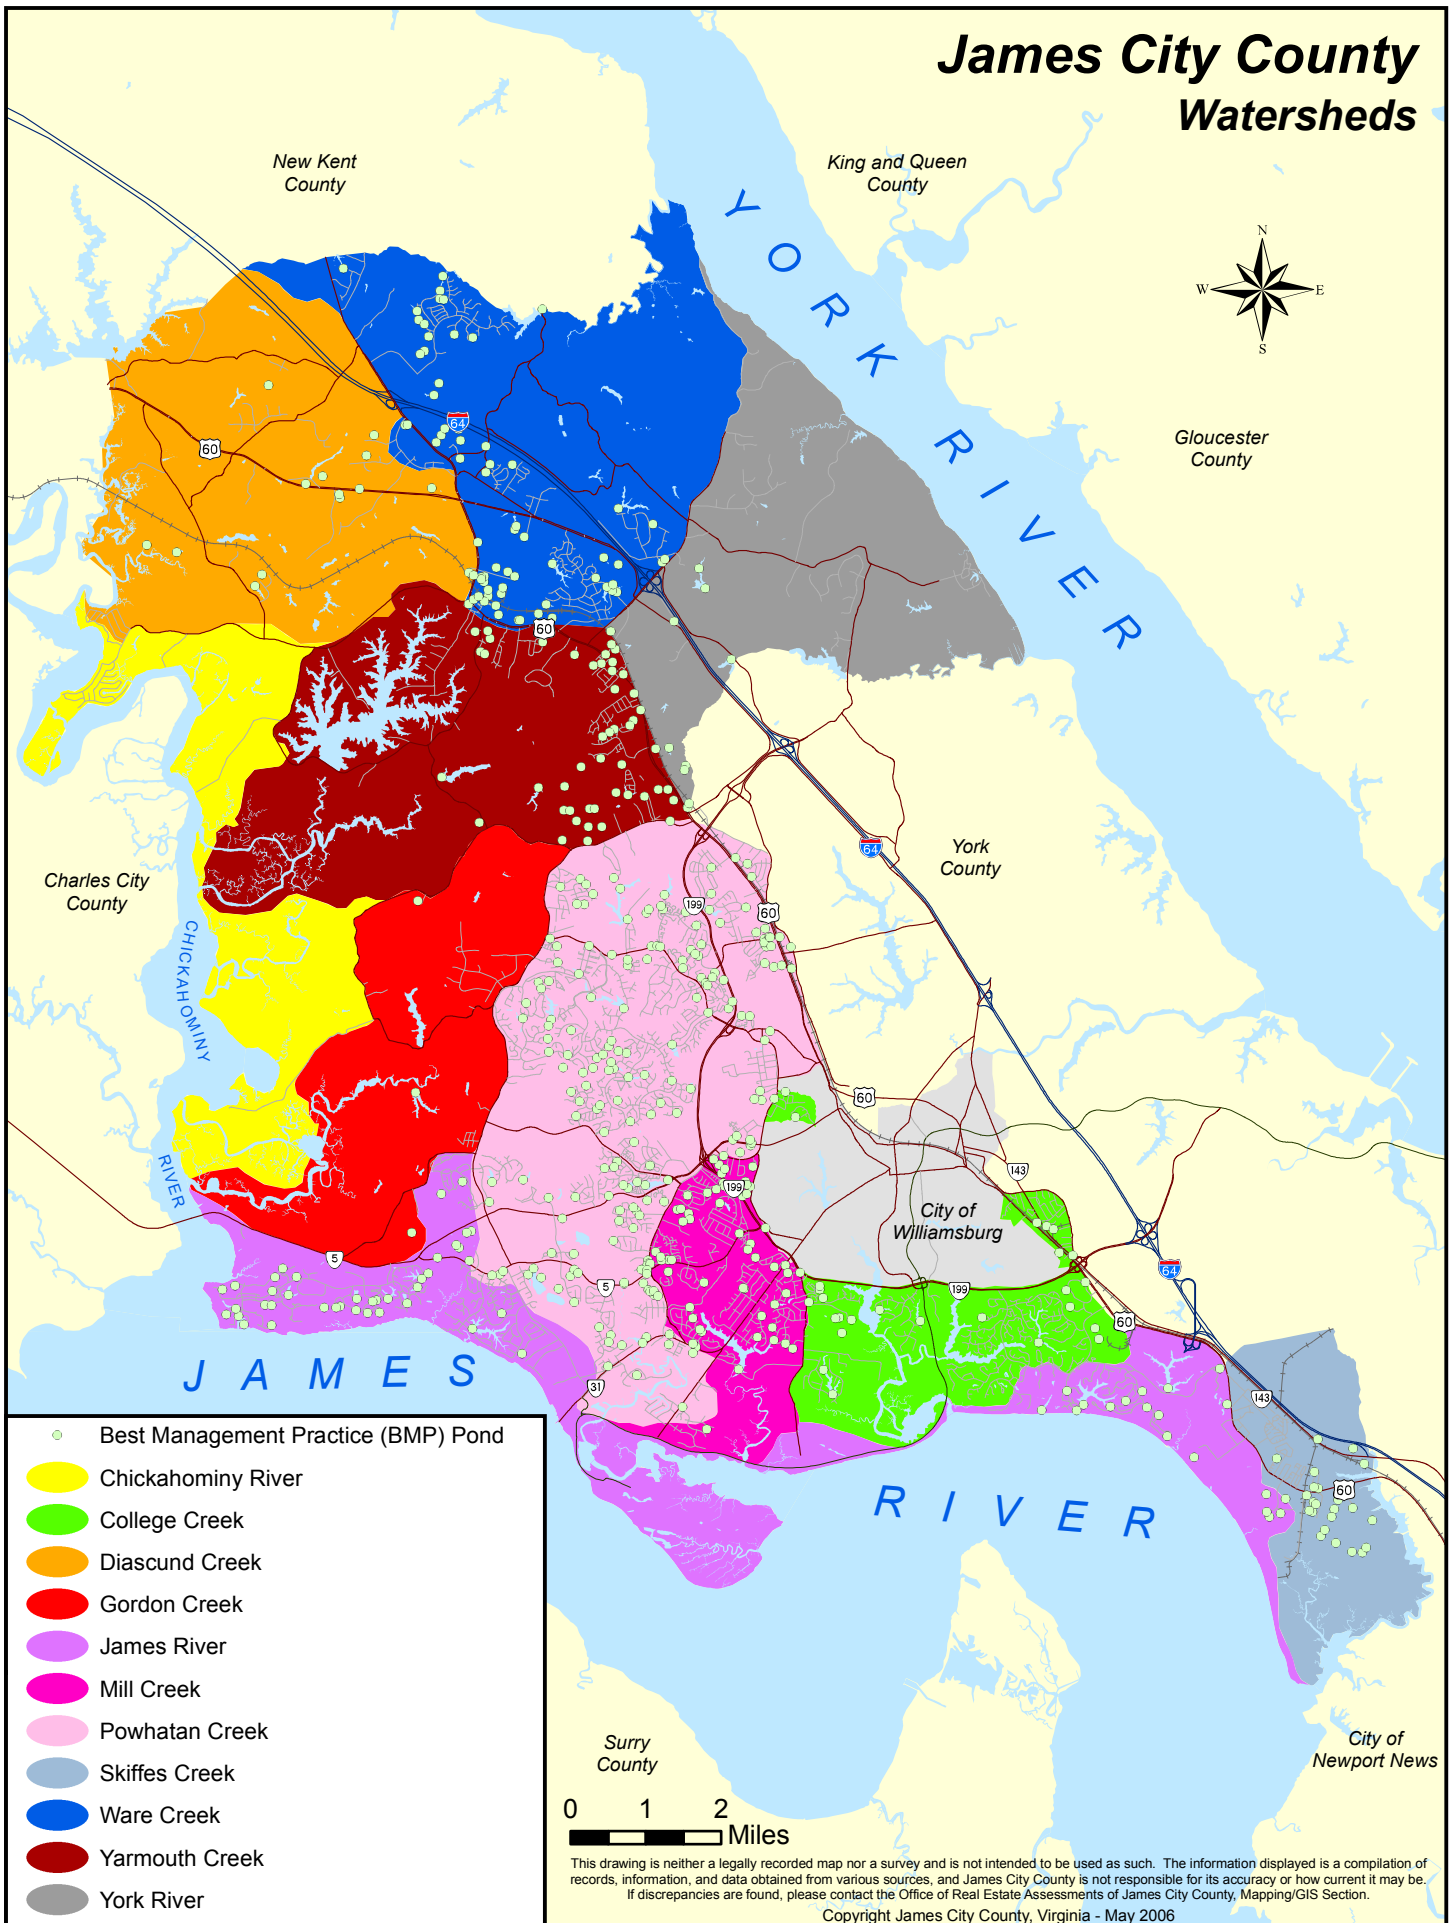 James City County
Watersheds
New Kent
County
King and Queen
County
N
W
E
S
YORK RIVER
Gloucester
County
64
60
60
York
County
64
Charles City
County
199
60
CHICKAHOMINY
RIVER
60
143
199
City of
Williamsburg
5
5
199
64
60
31
143
60
JAMES
RIVER
Best Management Practice (BMP) Pond
Chickahominy River
College Creek
Diascund Creek
Gordon Creek
James River
Mill Creek
Powhatan Creek
Skiffes Creek
Ware Creek
Yarmouth Creek
York River
Surry
County
City of
Newport News
0 1 2
Miles
This drawing is neither a legally recorded map nor a survey and is not intended to be used as such. The information displayed is a compilation of
records, information, and data obtained from various sources, and James City County is not responsible for its accuracy or how current it may be.
If discrepancies are found, please contact the Office of Real Estate Assessments of James City County, Mapping/GIS Section.
Copyright James City County, Virginia - May 2006